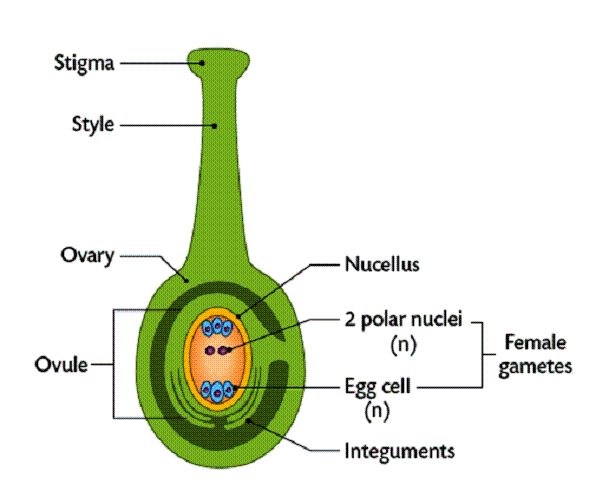 Stigma
Style
Ovary
Nucellus
2 polar nuclei
(n)
Female
gametes
Ovule
Egg cell
(n)
Integuments